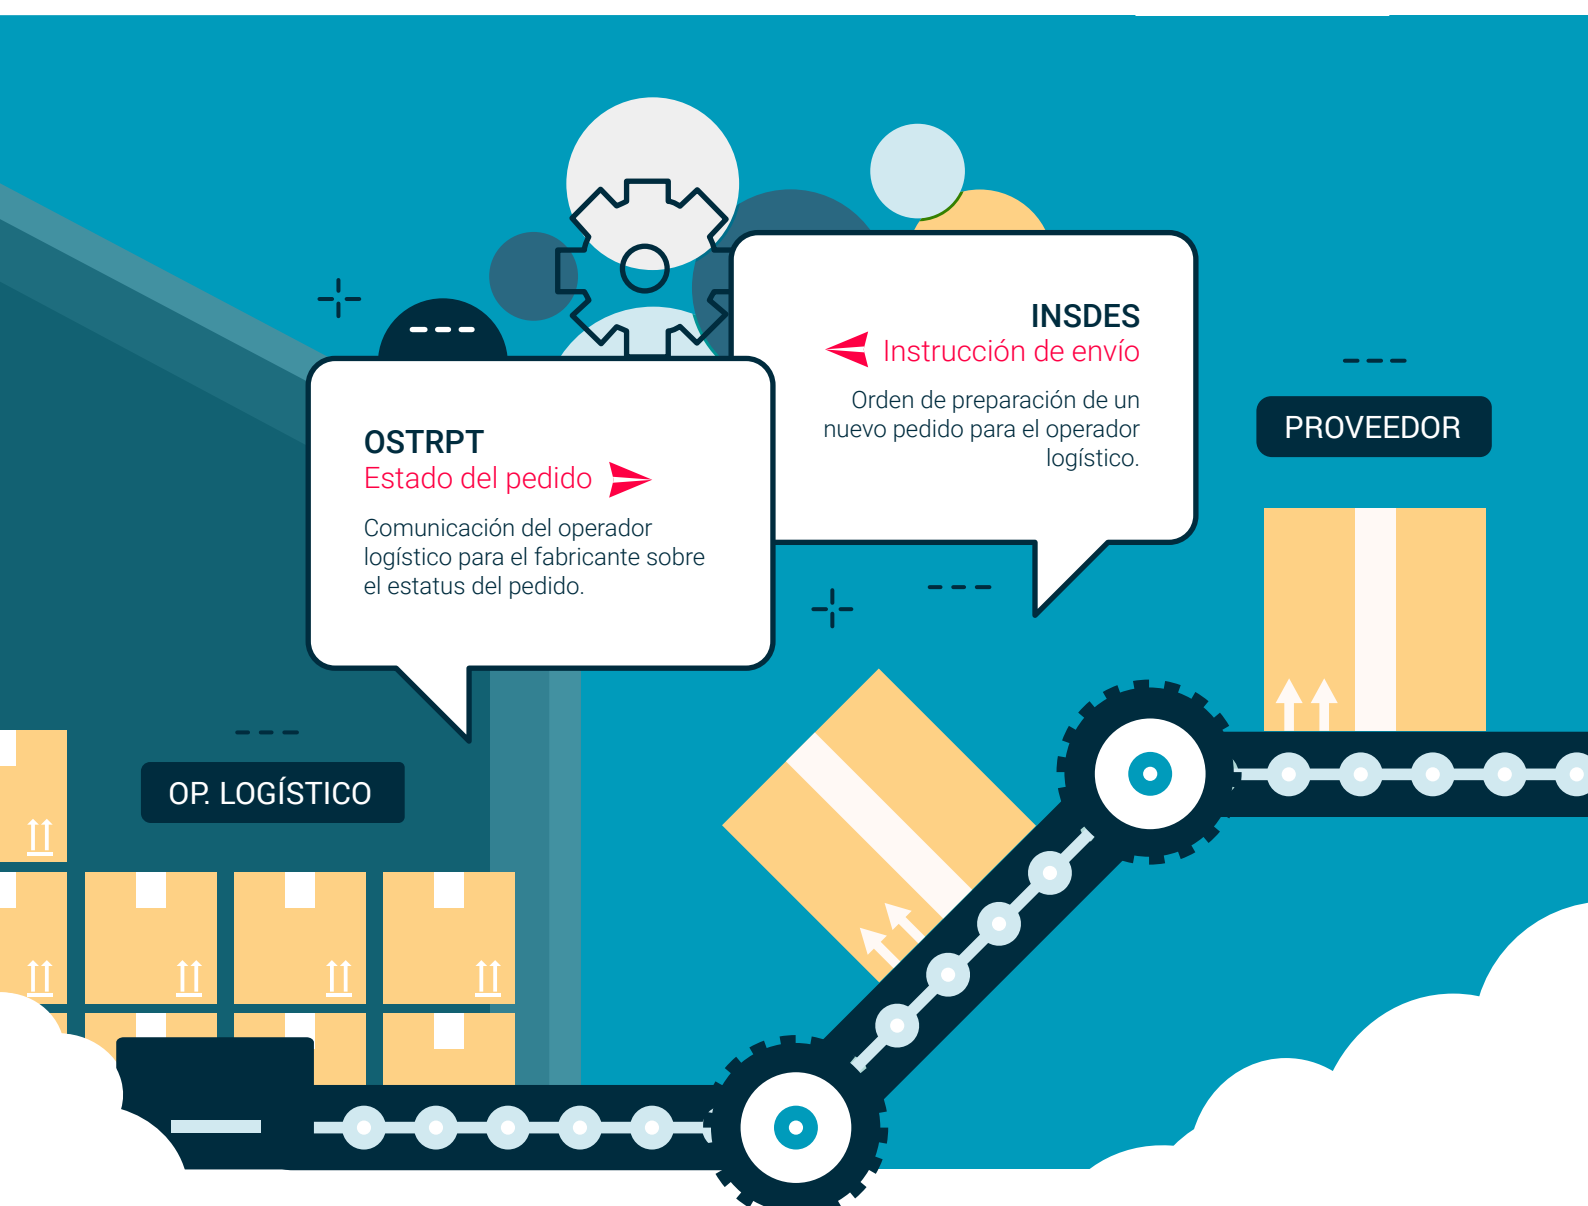 INSDES
Instrucción de envío
Orden de preparación de un
nuevo pedido para el operador
logístico.
PROVEEDOR
OSTRPT
Estado del pedido
Comunicación del operador
logístico para el fabricante sobre
el estatus del pedido.
OP. LOGÍSTICO